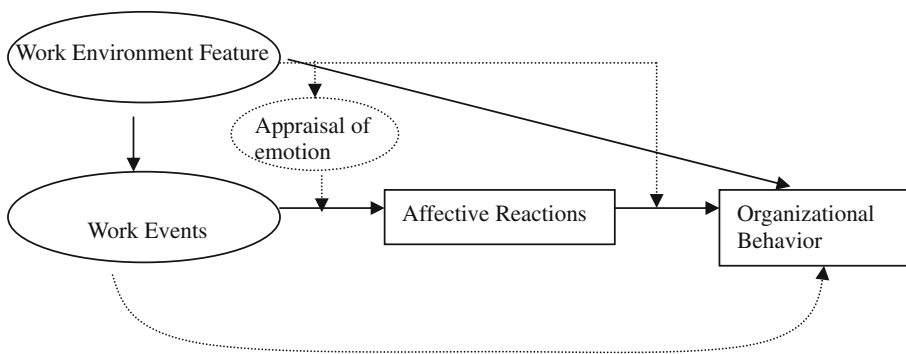 Work Environment Feature
Appraisal of
emotion
Work Events
Affective Reactions
Organizational
Behavior